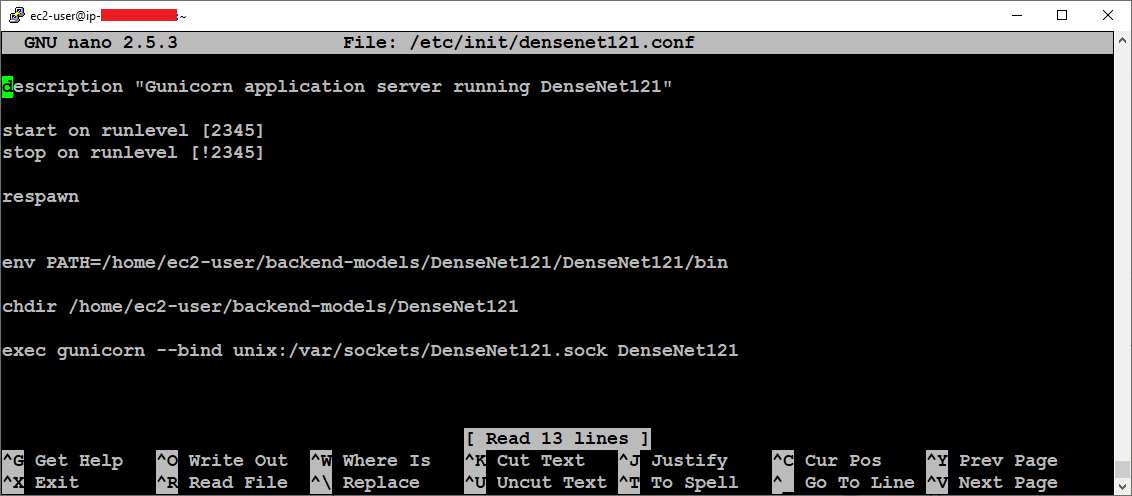 ec2-user@ip- :~
GNU nano 2.5.3 File: /etc/init/densenet121.conf
description "Gunicorn application server running DenseNet121"
start on runlevel [2345]
stop on runlevel [!2345]
respawn
env PATH=/home/ec2-user/backend-models/DenseNet121/DenseNet121/bin
chdir /home/ec2-user/backend-models/DenseNet121
exec gunicorn --bind unix:/var/sockets/DenseNet121.sock DenseNet121
[ Read 13 lines ]
^G Get Help ^O Write Out ^W Where Is ^K Cut Text ^J Justify ^C Cur Pos ^Y Prev Page
^X Exit ^R Read File ^\ Replace ^U Uncut Text ^T To Spell ^_ Go To Line ^V Next Page